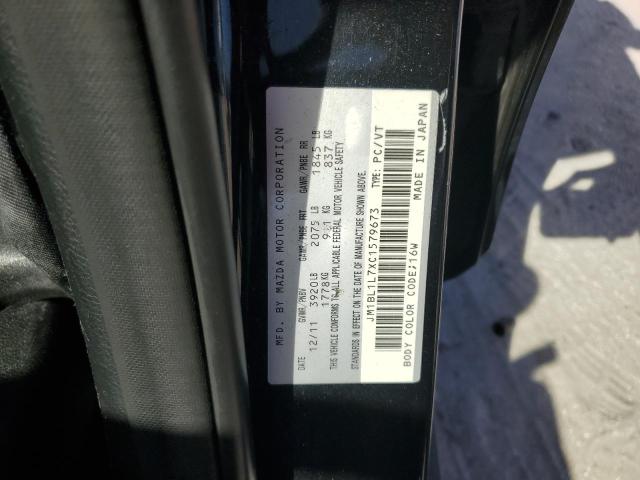 MFD. BY MAZDA MOTOR CORPORATION
DATE GVWR/PNBV GAWR/PNBE FRT GAWR/PNBE RR
12/11 3920LB 2075 LB 1845 LB
1778KG 941 KG 837 KG
THIS VEHICLE CONFORMS TO ALL APPLICABLE FEDERAL MOTOR VEHICLE SAFETY
STANDARDS IN EFFECT ON THE DATE OF MANUFACTURE SHOWN ABOVE.
JM1BL1L7XC1579673 TYPE: PC/VT
BODY COLOR CODE;16W MADE IN JAPAN